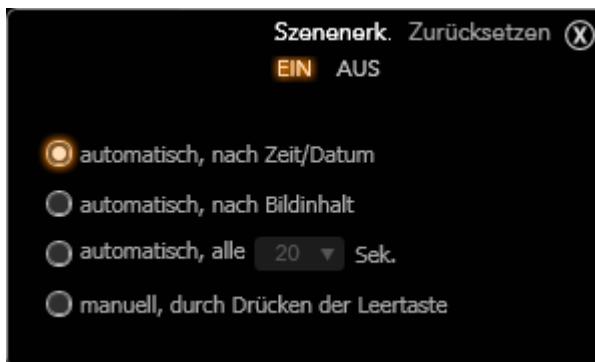 Szenenerk. Zurücksetzen X
EIN AUS
automatisch, nach Zeit/Datum
automatisch, nach Bildinhalt
automatisch, alle 20 Sek.
manuell, durch Drücken der Leertaste